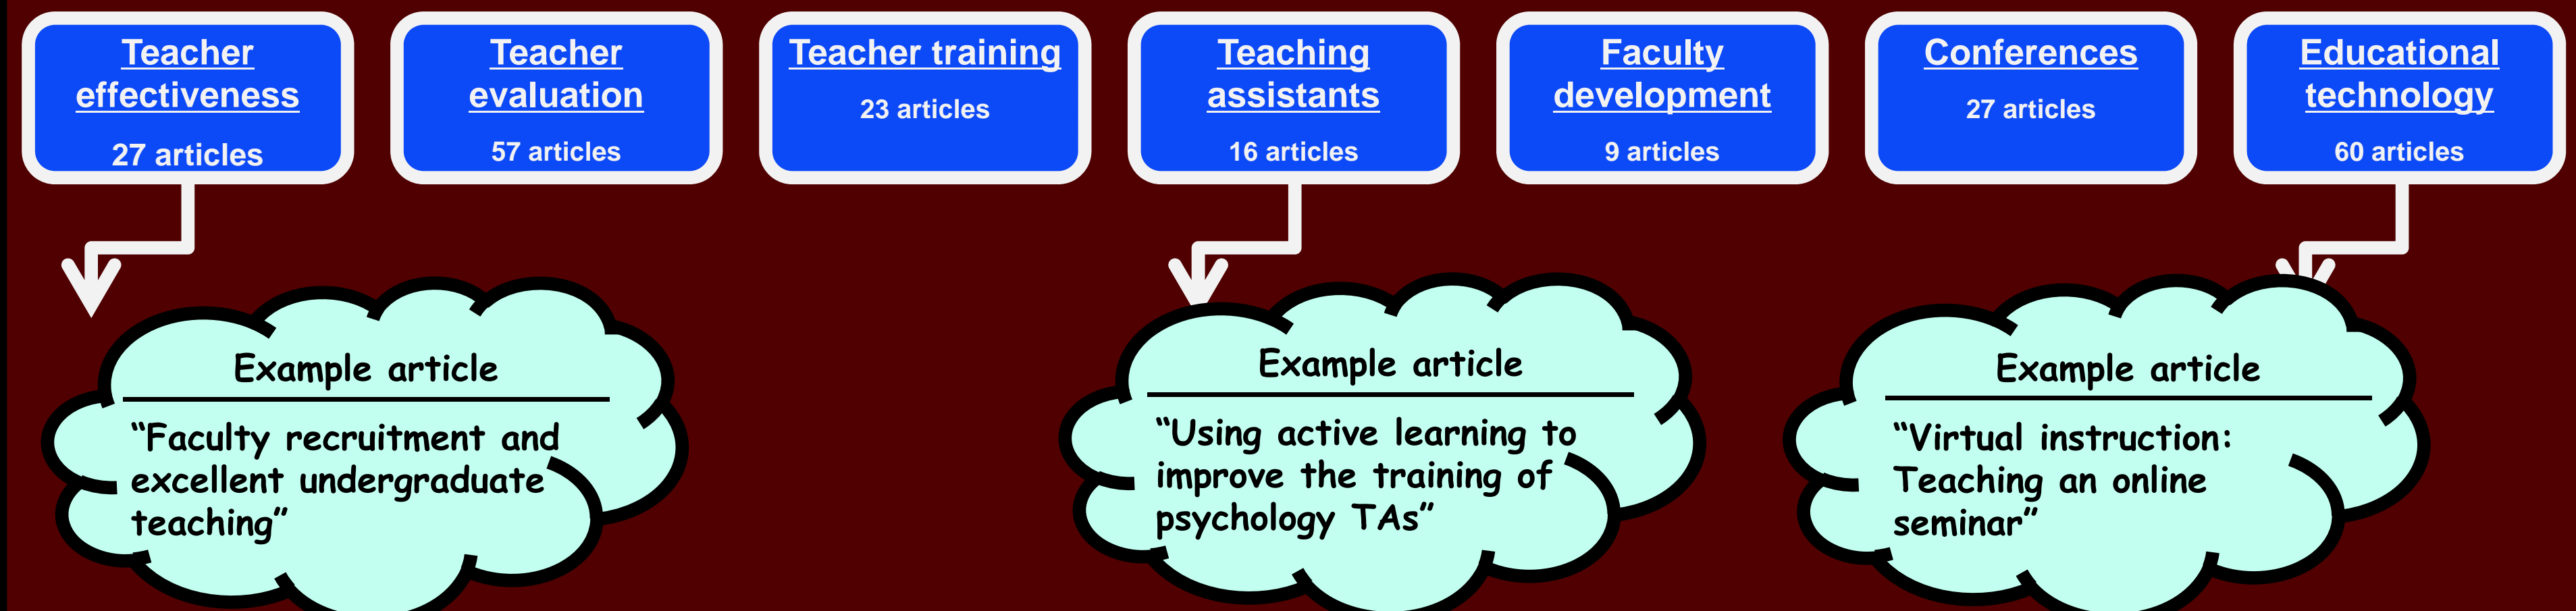 Teacher
effectiveness
27 articles
Teacher
evaluation
57 articles
Teacher training
23 articles
Teaching
assistants
16 articles
Faculty
development
9 articles
Conferences
27 articles
Educational
technology
60 articles
Example article
“Faculty recruitment and
excellent undergraduate
teaching”
Example article
“Using active learning to
improve the training of
psychology TAs”
Example article
“Virtual instruction:
Teaching an online
seminar”